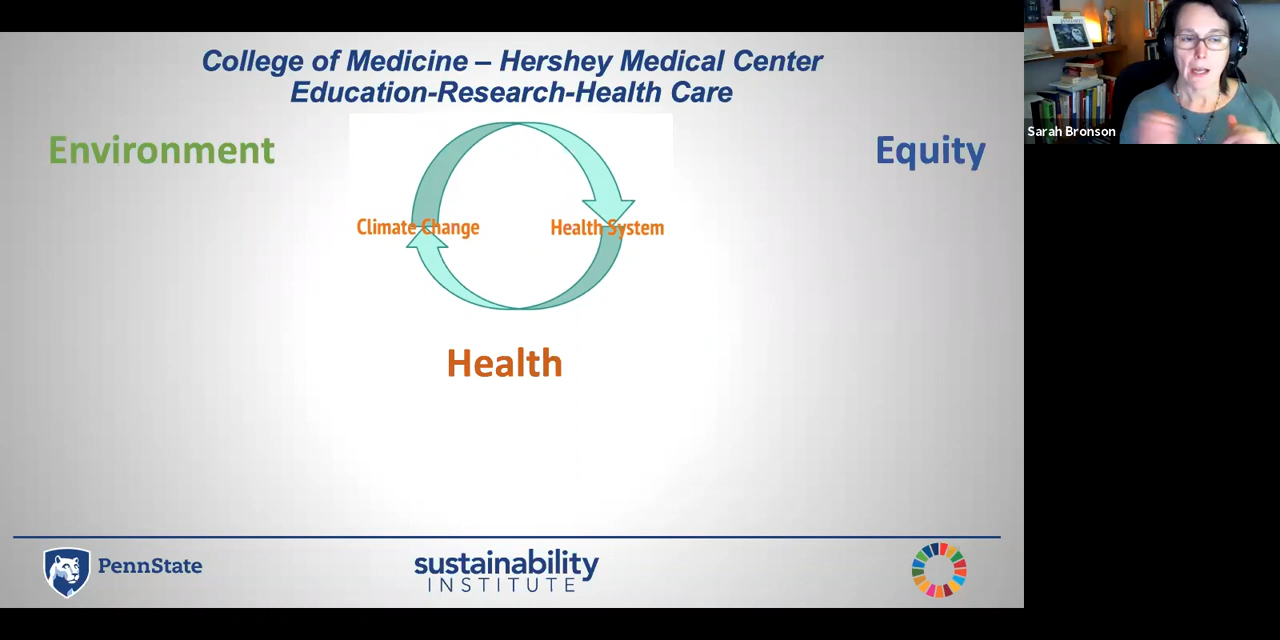 College of Medicine – Hershey Medical Center
Education-Research-Health Care
Environment
Equity
Climate Change
Health System
Health
PennState
sustainability
INSTITUTE
Sarah Bronson